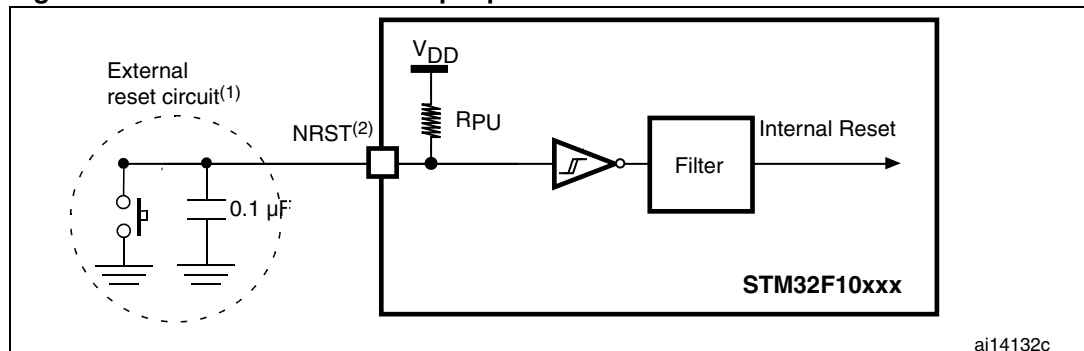 External
reset circuit(1)
VDD
NRST(2)
RPU
Internal Reset
Filter
0.1 µF
STM32F10xxx
ai14132c